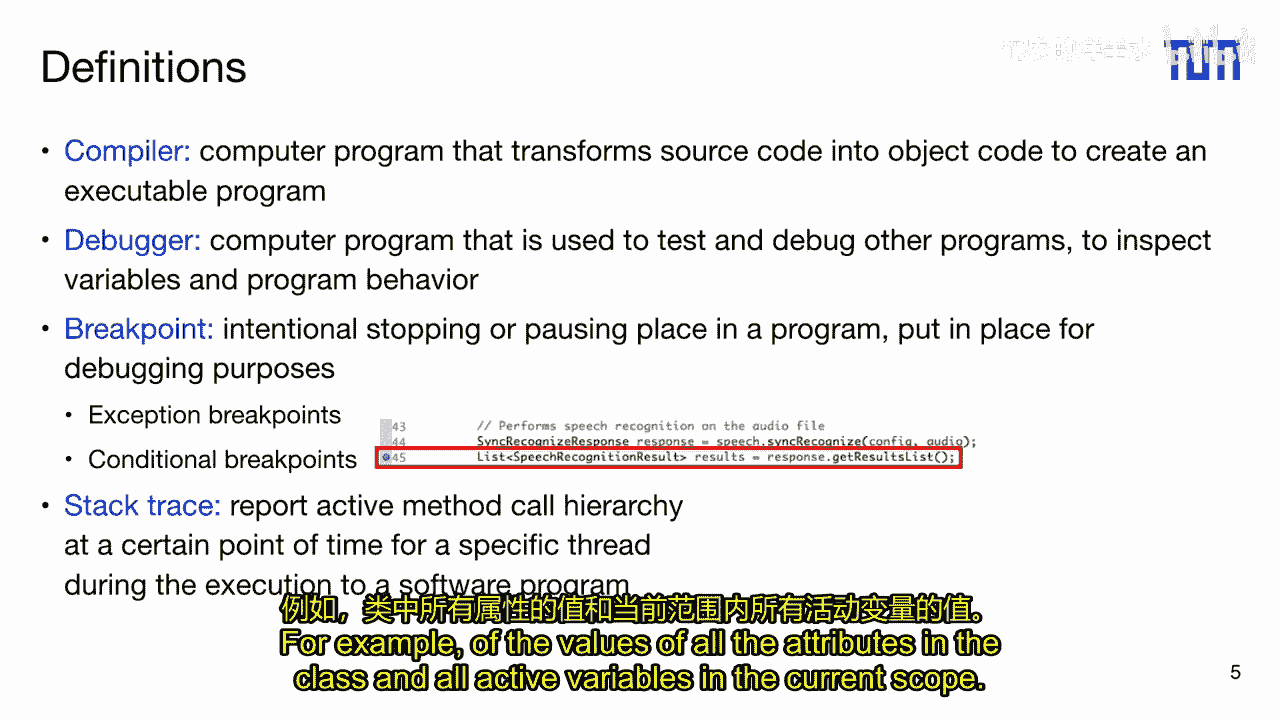 Definitions
• Compiler: computer program that transforms source code into object code to create an
executable program
• Debugger: computer program that is used to test and debug other programs, to inspect
variables and program behavior
• Breakpoint: intentional stopping or pausing place in a program, put in place for
debugging purposes
• Exception breakpoints
• Conditional breakpoints
43 // Performs speech recognition on the audio file
44 SyncRecognizeResponse response = speech.syncRecognize(config, audio);
45 List<SpeechRecognitionResult> results = response.getResultsList();
• Stack trace: report active method call hierarchy
at a certain point of time for a specific thread
during the execution to a software program
例如，类中所有属性的值和当前范围内所有活动变量的值。
For example, of the values of all the attributes in the
class and all active variables in the current scope.
5